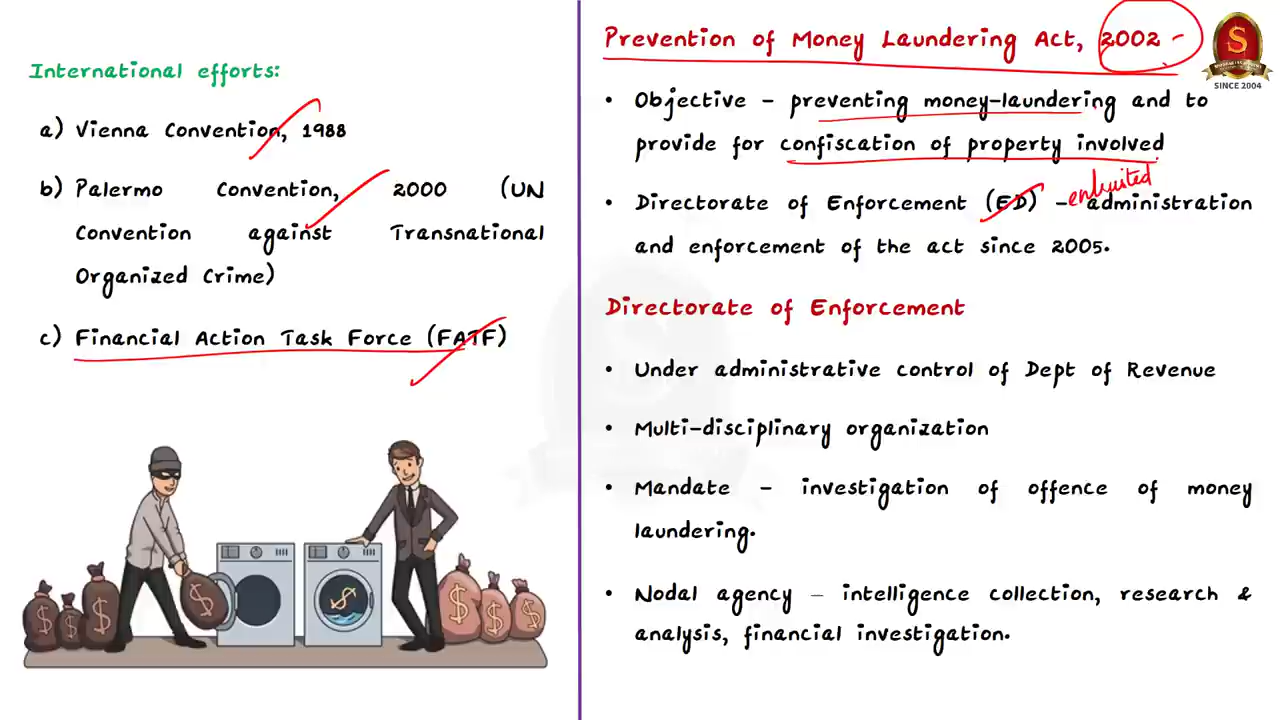 International efforts:
a) Vienna Convention, 1988
b) Palermo Convention, 2000 (UN
Convention against Transnational
Organized Crime)
c) Financial Action Task Force (FATF)
Prevention of Money Laundering Act, 2002 -
• Objective - preventing money-laundering and to
provide for confiscation of property involved
• Directorate of Enforcement (ED) - entrusted administration
and enforcement of the act since 2005.
Directorate of Enforcement
• Under administrative control of Dept of Revenue
• Multi-disciplinary organization
• Mandate - investigation of offence of money
laundering.
• Nodal agency – intelligence collection, research &
analysis, financial investigation.
S
SINCE 2004